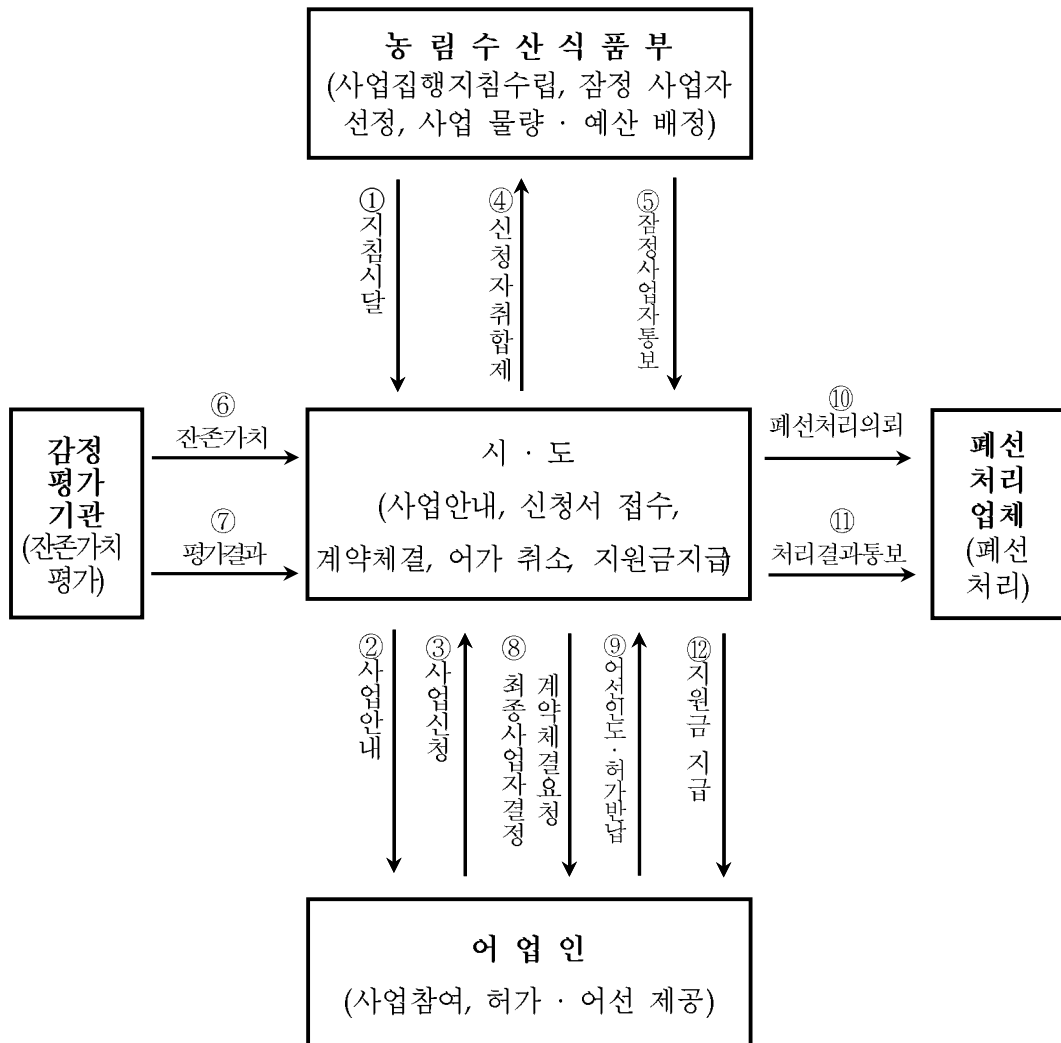 농 림 수 산 식 품 부
(사업집행지침수립, 잠정 사업자
선정, 사업 물량 · 예산 배정)
①지침시달
④신청자취합제
⑤잠정사업자통보
감정
평가
기관
(잔존가치
평가)
⑥
잔존가치
⑦
평가결과
시 · 도
(사업안내, 신청서 접수,
계약체결, 어가 취소, 지원금지급)
⑩
폐선처리의뢰
⑪
처리결과통보
폐선
처리
업체
(폐선
처리)
②사업안내
③사업신청
⑧최종사업자결정
계약체결요청
⑨어선인도·허가반납
⑫지원금 지급
어 업 인
(사업참여, 허가 · 어선 제공)